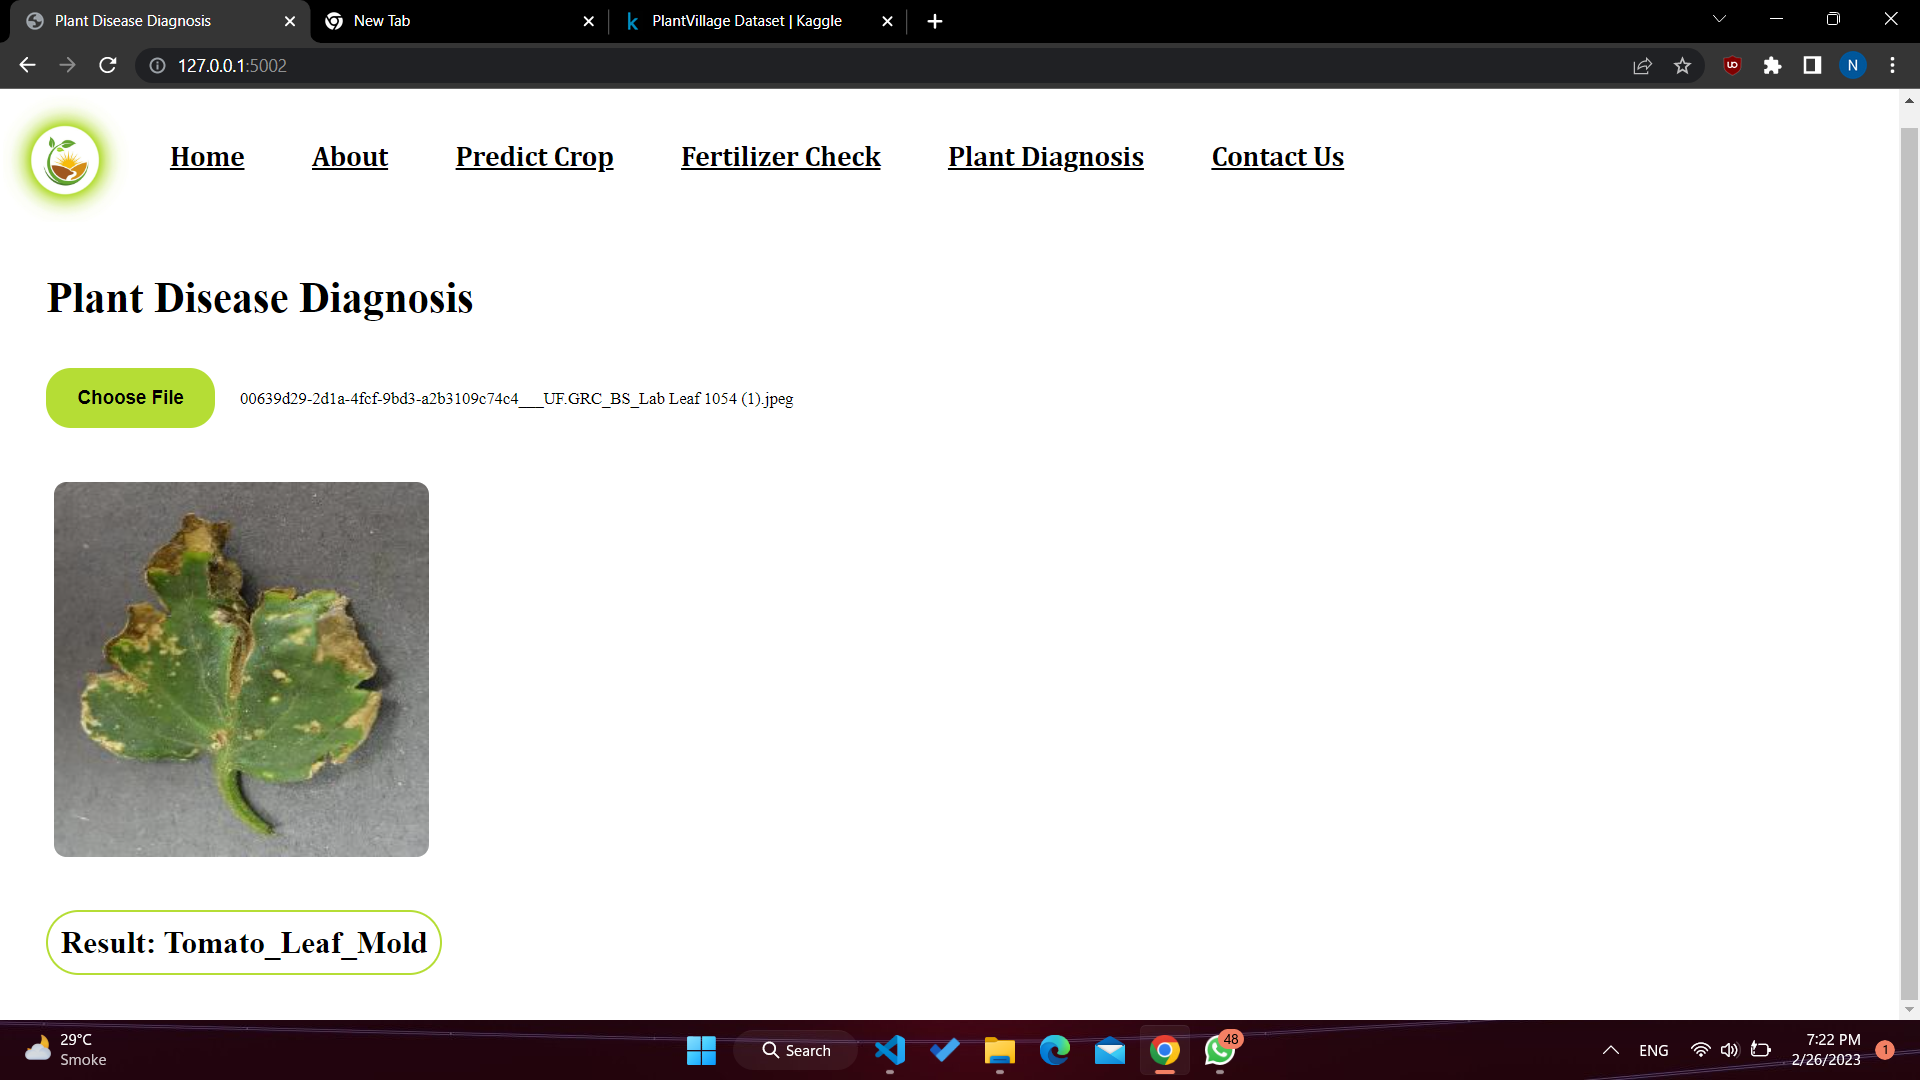 Plant Disease Diagnosis
New Tab
PlantVillage Dataset | Kaggle
127.0.0.1:5002
N
Home
About
Predict Crop
Fertilizer Check
Plant Diagnosis
Contact Us
Plant Disease Diagnosis
Choose File
00639d29-2d1a-4fcf-9bd3-a2b3109c74c4___UF.GRC_BS_Lab Leaf 1054 (1).jpeg
Result: Tomato_Leaf_Mold
29°C
Smoke
Search
48
ENG
7:22 PM
2/26/2023
1